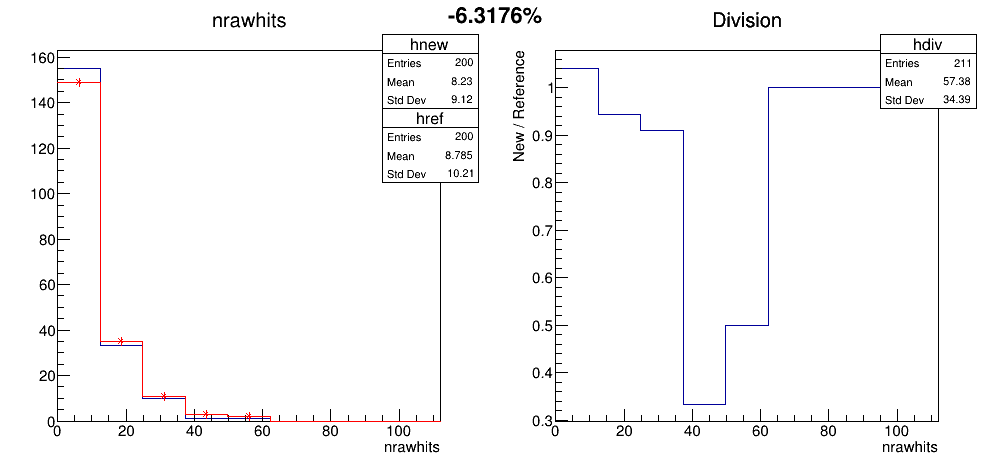 -6.3176%
nrawhits
hnew
Entries 200
Mean 8.23
Std Dev 9.12
href
Entries 200
Mean 8.785
Std Dev 10.21
160
140
120
100
80
60
40
20
0
0 20 40 60 80 100
nrawhits
Division
hdiv
Entries 211
Mean 57.38
Std Dev 34.39
New / Reference
1
0.9
0.8
0.7
0.6
0.5
0.4
0.3
0 20 40 60 80 100
nrawhits